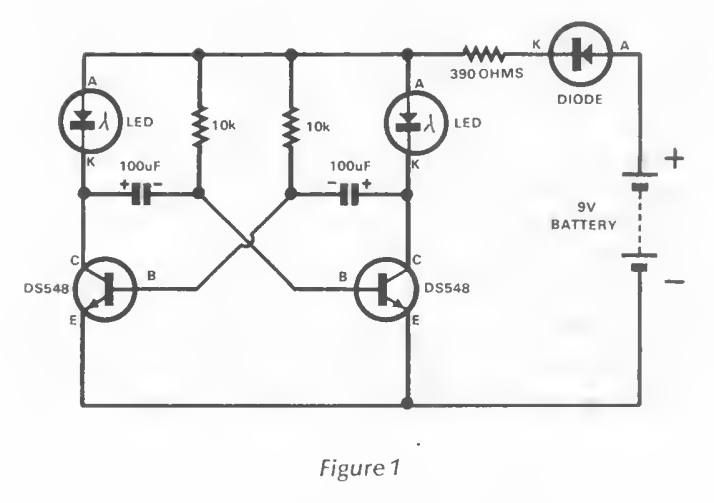 K
A
390 OHMS
DIODE
A
A
LED
10k
10k
LED
K
K
100uF
100uF
+
-
-
+
+
9V
BATTERY
−
C
C
B
B
DS548
DS548
E
E
Figure 1